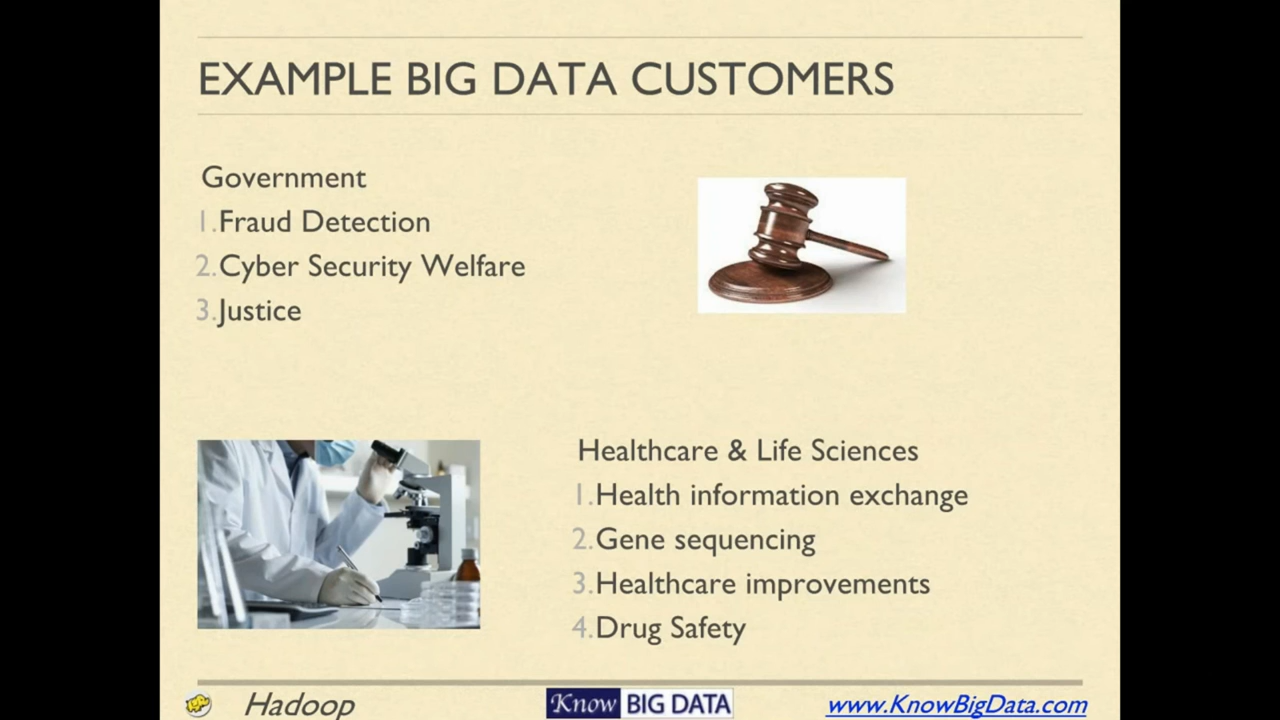 EXAMPLE BIG DATA CUSTOMERS
Government
1.Fraud Detection
2.Cyber Security Welfare
3.Justice
Healthcare & Life Sciences
1.Health information exchange
2.Gene sequencing
3.Healthcare improvements
4.Drug Safety
Hadoop
Know BIG DATA
www.KnowBigData.com